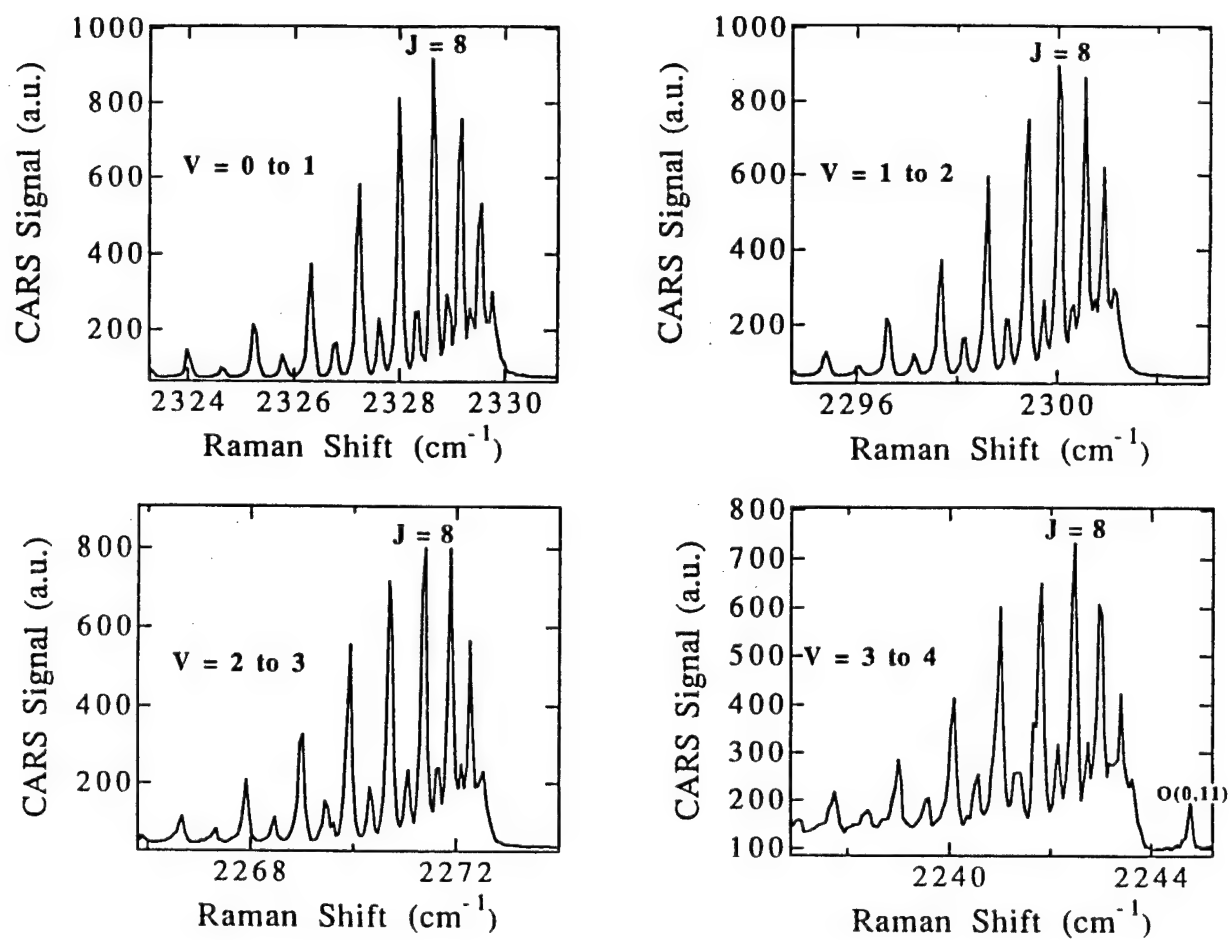 1000
800
600
400
200
CARS Signal (a.u.)
J = 8
V = 0 to 1
2324 2326 2328 2330
Raman Shift (cm-1)
1000
800
600
400
200
CARS Signal (a.u.)
J = 8
V = 1 to 2
2296 2300
Raman Shift (cm-1)
800
600
400
200
CARS Signal (a.u.)
J = 8
V = 2 to 3
2268 2272
Raman Shift (cm-1)
800
700
600
500
400
300
200
100
CARS Signal (a.u.)
J = 8
V = 3 to 4
O(0,11)
2240 2242 2244
Raman Shift (cm-1)